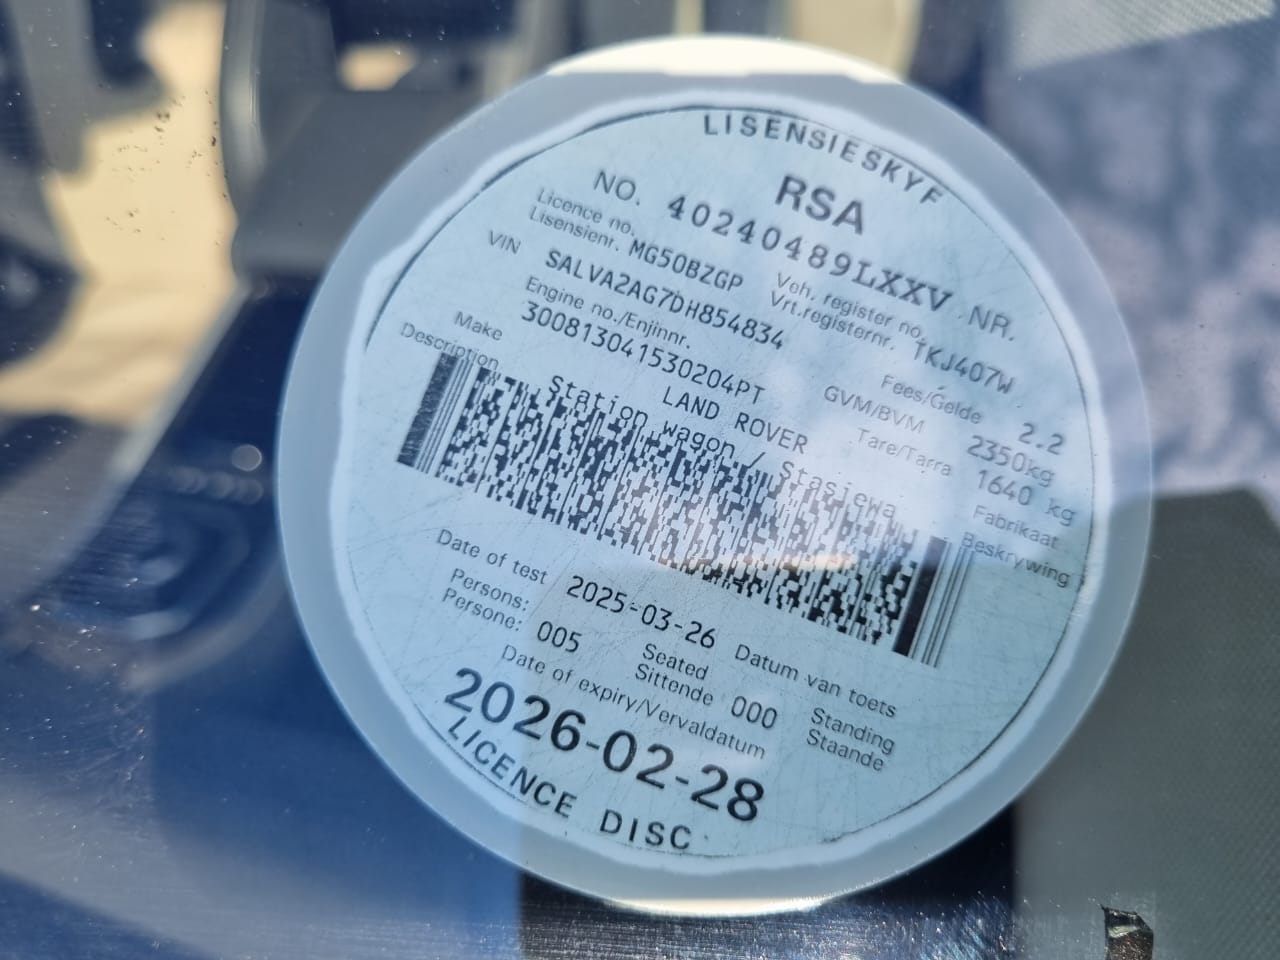 LISENSIESKYF
RSA
NO. 40240489LXXV NR.
Licence no. Lisensienr. MG50BZGP Veh. register no. Vrt.registernr. TKJ407W
VIN SALVA2AG7DH854834
Engine no./Enjinnr. Fees/Gelde 2.2
30081304153O204PT GVM/BVM 2350kg
Make LAND ROVER Tare/Tarra 1640 kg Fabrikaat
Description Station wagon / Stasiewa Beskrywing
Date of test 2025-03-26 Datum van toets
Persons: Persone: 005 Seated Sittende 000 Standing Staande
Date of expiry/Vervaldatum
2026-02-28
LICENCE DISC